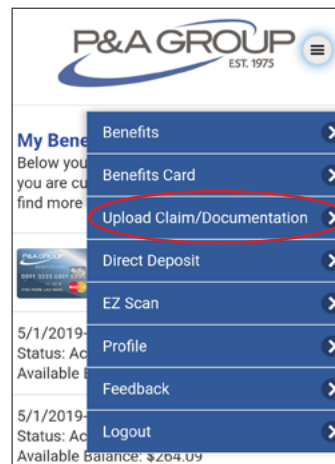 P&A GROUP
EST. 1975
My Bene
Below you
you are cu
find more
Benefits
Benefits Card
Upload Claim/Documentation
Direct Deposit
EZ Scan
Profile
Feedback
Logout
P&A GROUP
5/1/2019-
Status: Ac
Available
5/1/2019-
Status: Ac
Available Balance: $264.09